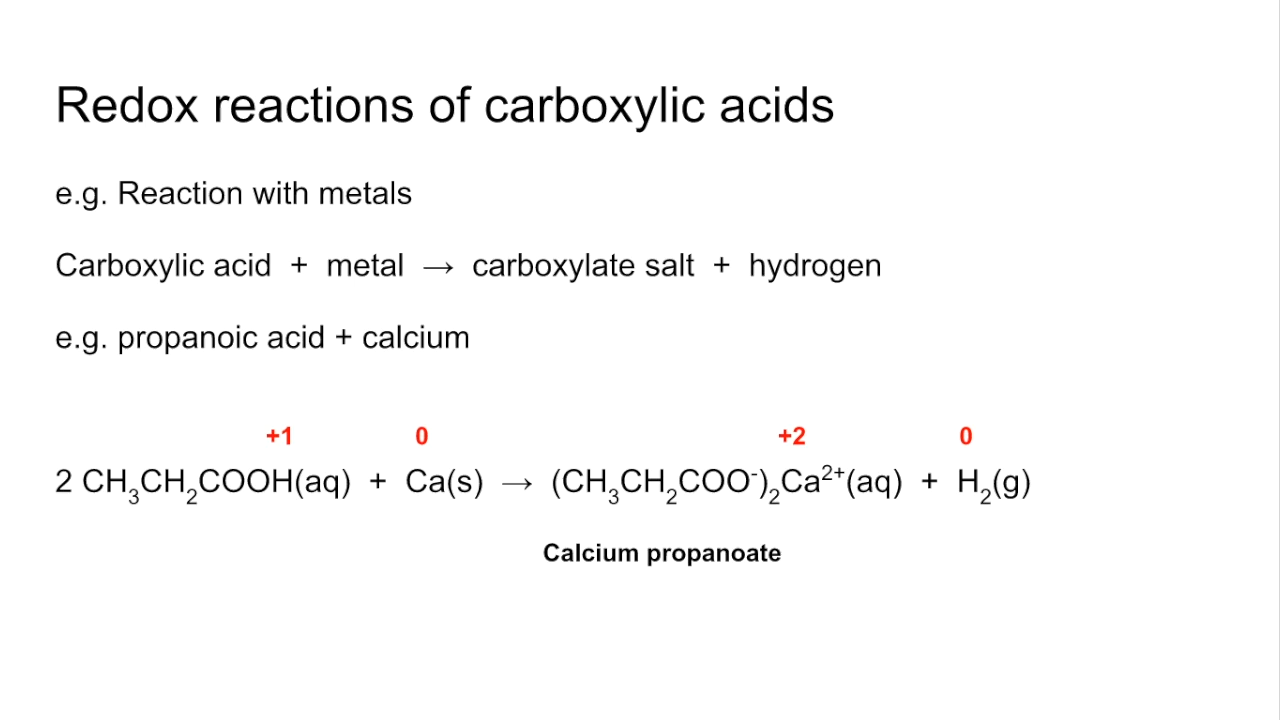 Redox reactions of carboxylic acids
e.g. Reaction with metals
Carboxylic acid + metal → carboxylate salt + hydrogen
e.g. propanoic acid + calcium
+1 0 +2 0
2 CH₃CH₂COOH(aq) + Ca(s) → (CH₃CH₂COO⁻)₂Ca²⁺(aq) + H₂(g)
Calcium propanoate